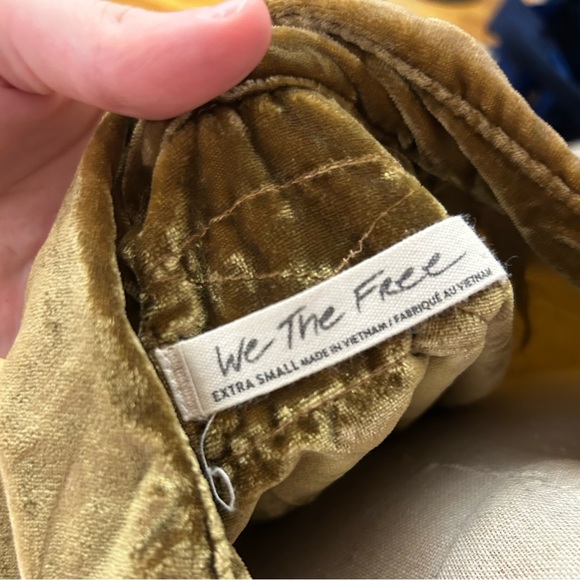 We The Free
EXTRA SMALL MADE IN VIETNAM / FABRIQUÉ AU VIETNAM